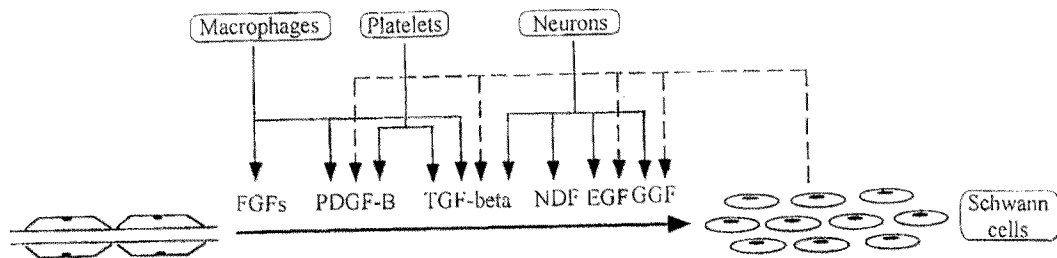 Macrophages Platelets Neurons
FGFs PDGF-B TGF-beta NDF EGF GGF
Schwann
cells